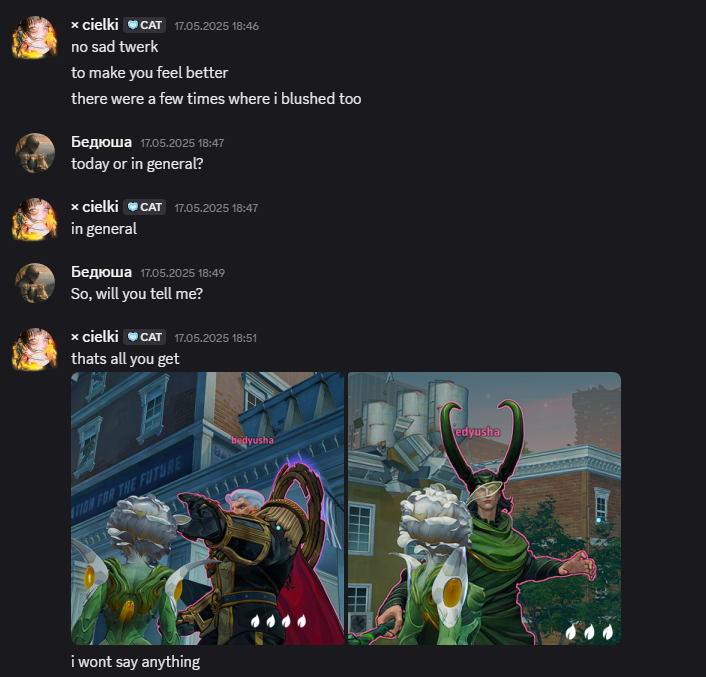 × cielki CAT 17.05.2025 18:46
no sad twerk
to make you feel better
there were a few times where i blushed too
Бедюша 17.05.2025 18:47
today or in general?
× cielki CAT 17.05.2025 18:47
in general
Бедюша 17.05.2025 18:49
So, will you tell me?
× cielki CAT 17.05.2025 18:51
thats all you get
bedyusha
ATION FOR THE FUTURE
edyusha
i wont say anything